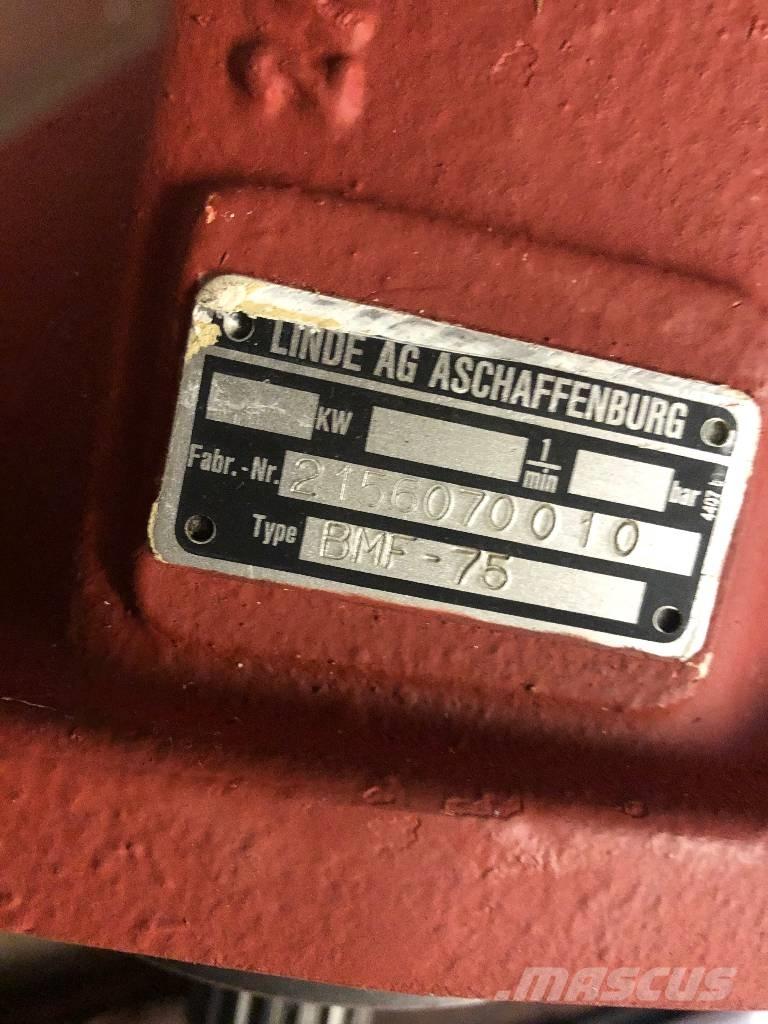 LINDE AG ASCHAFFENBURG
KW 1/min bar
Fabr.-Nr. 2156070010
Type BMF-75
MASCUS